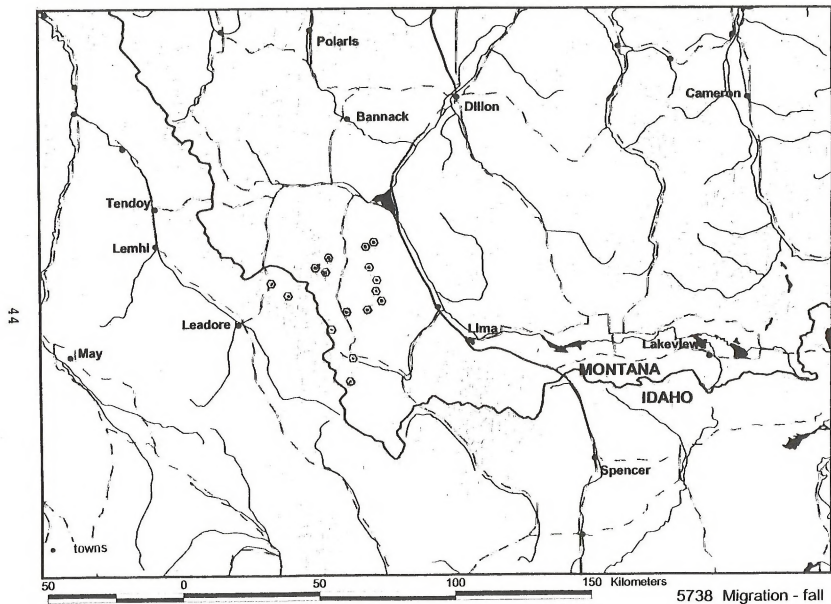 Polaris
Dillon
Cameron
Bannack
Tendoy
Lemhi
Leadore
Lima
Lakeview
May
MONTANA
IDAHO
Spencer
towns
50 0 50 100 150 Kilometers
5738 Migration - fall
44